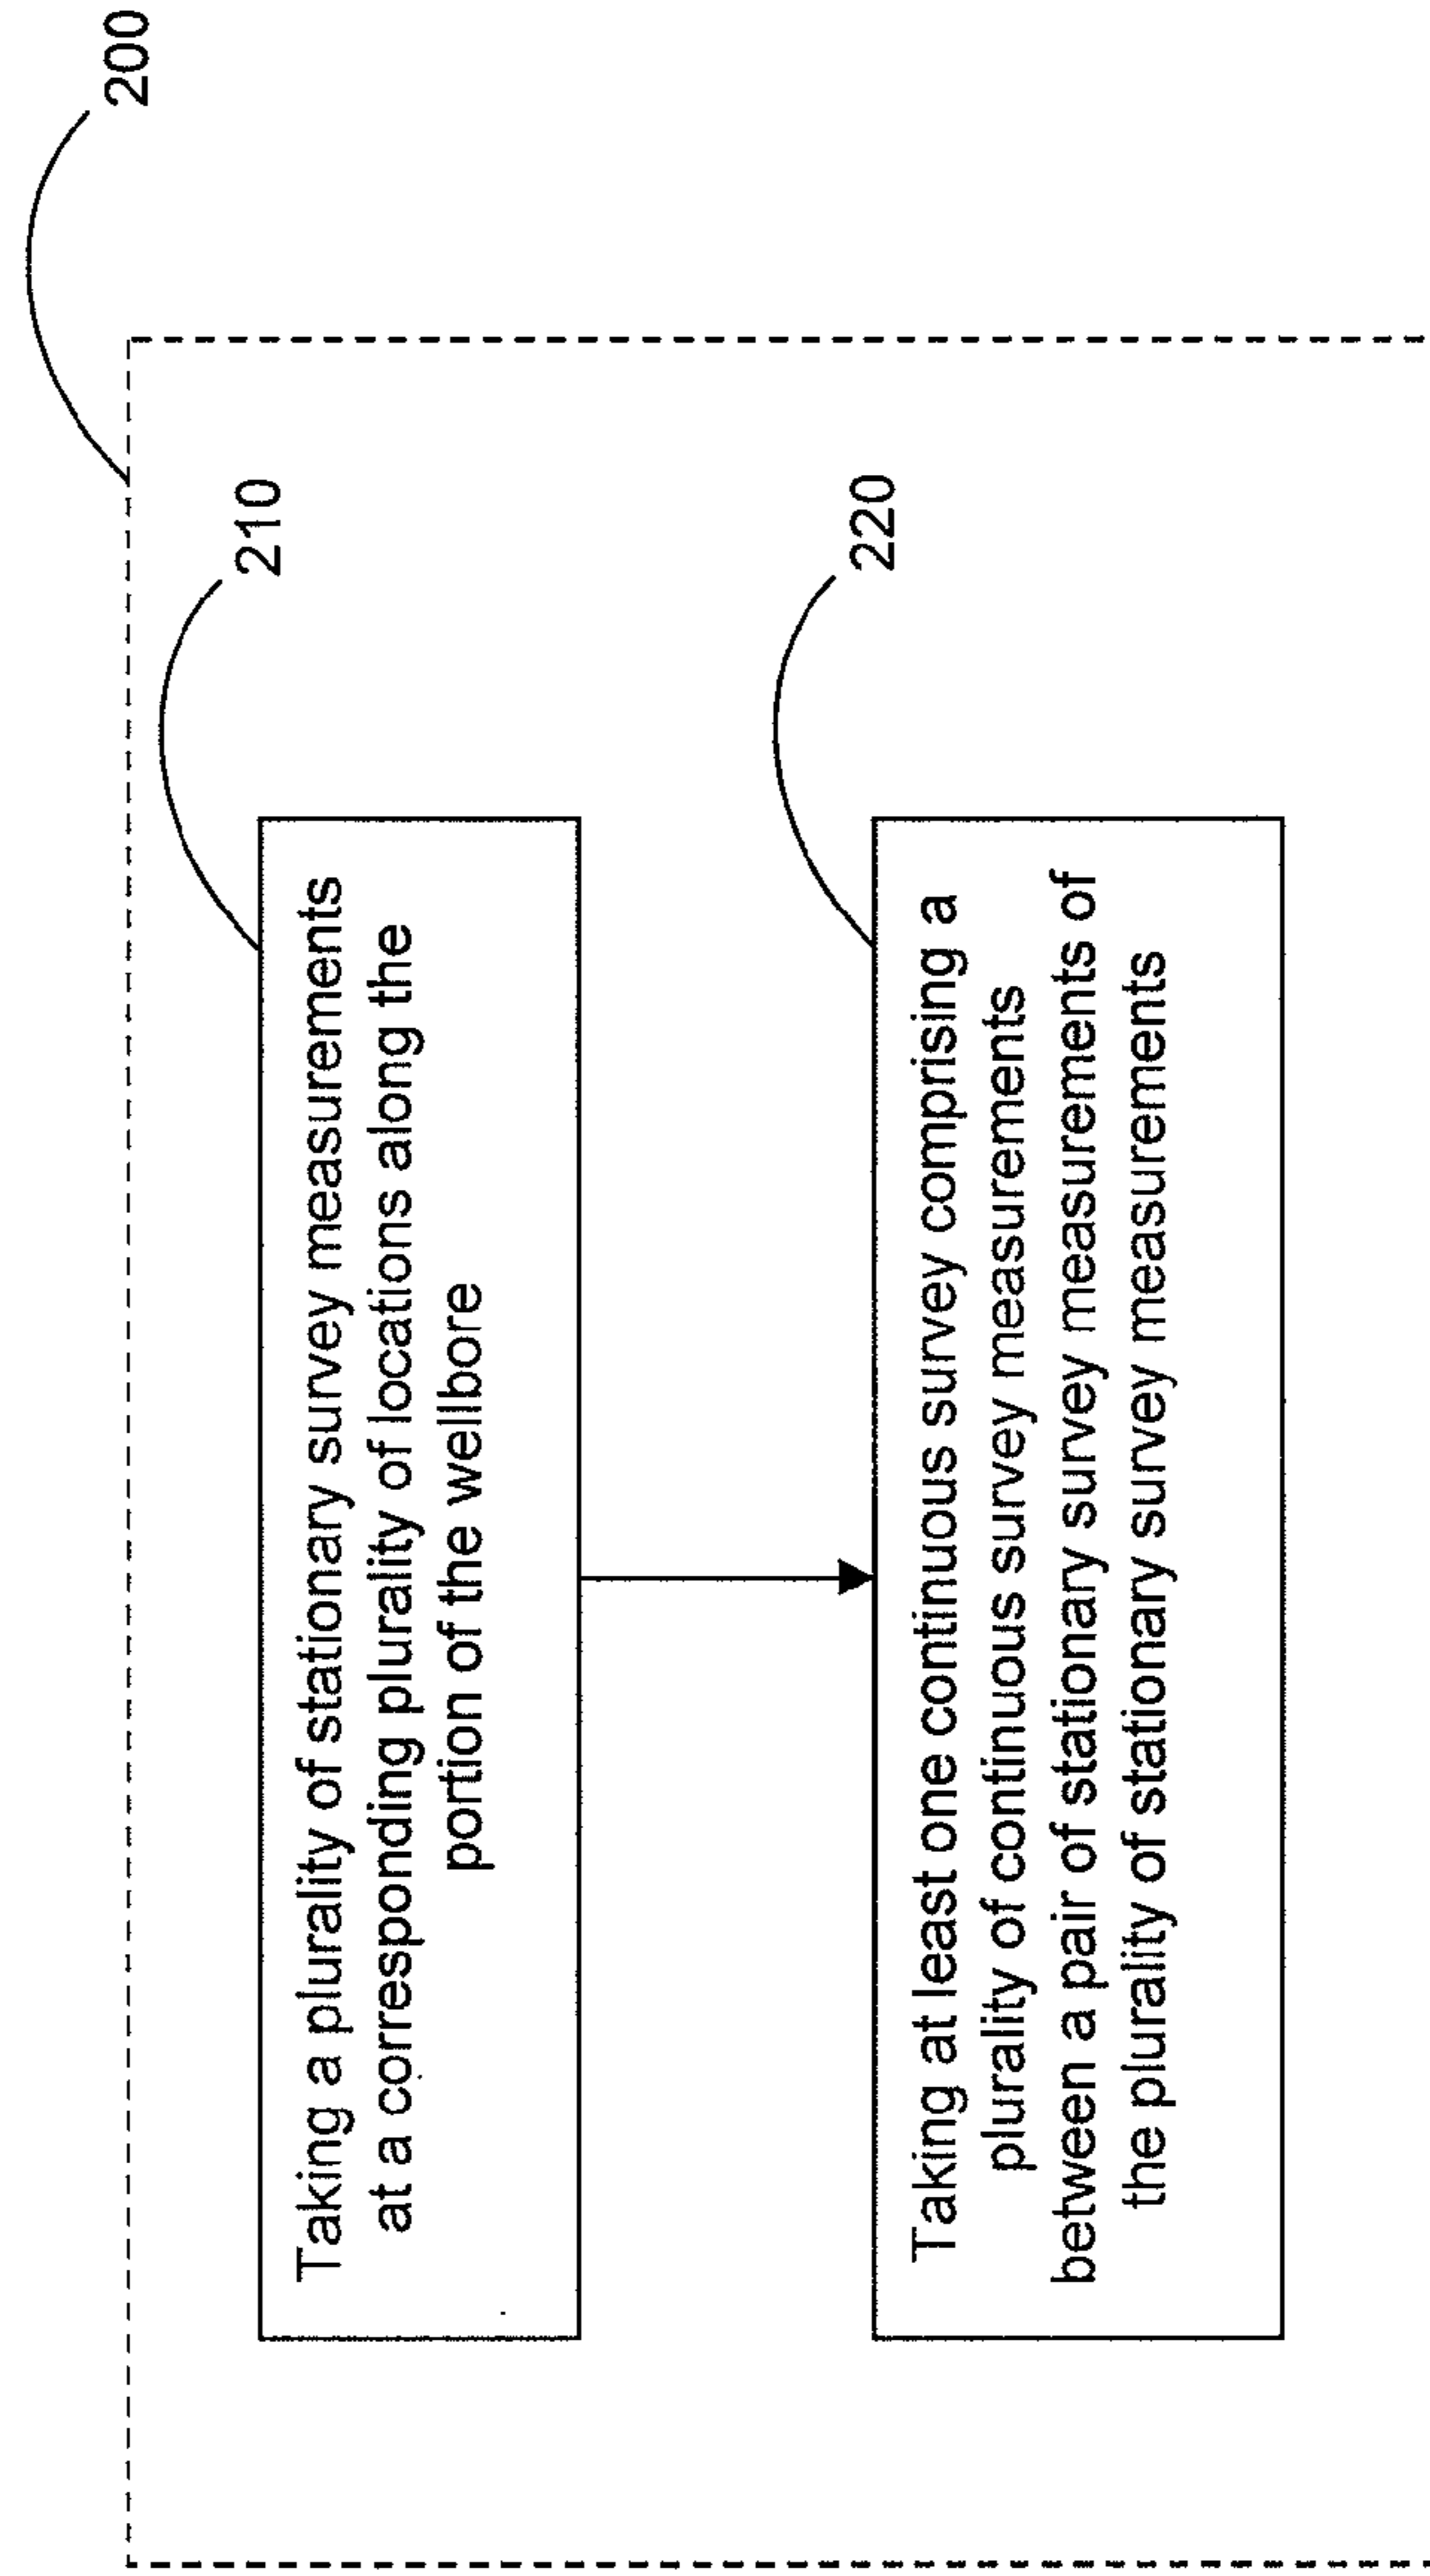 200
210
Taking a plurality of stationary survey measurements
at a corresponding plurality of locations along the
portion of the wellbore
220
Taking at least one continuous survey comprising a
plurality of continuous survey measurements
between a pair of stationary survey measurements of
the plurality of stationary survey measurements